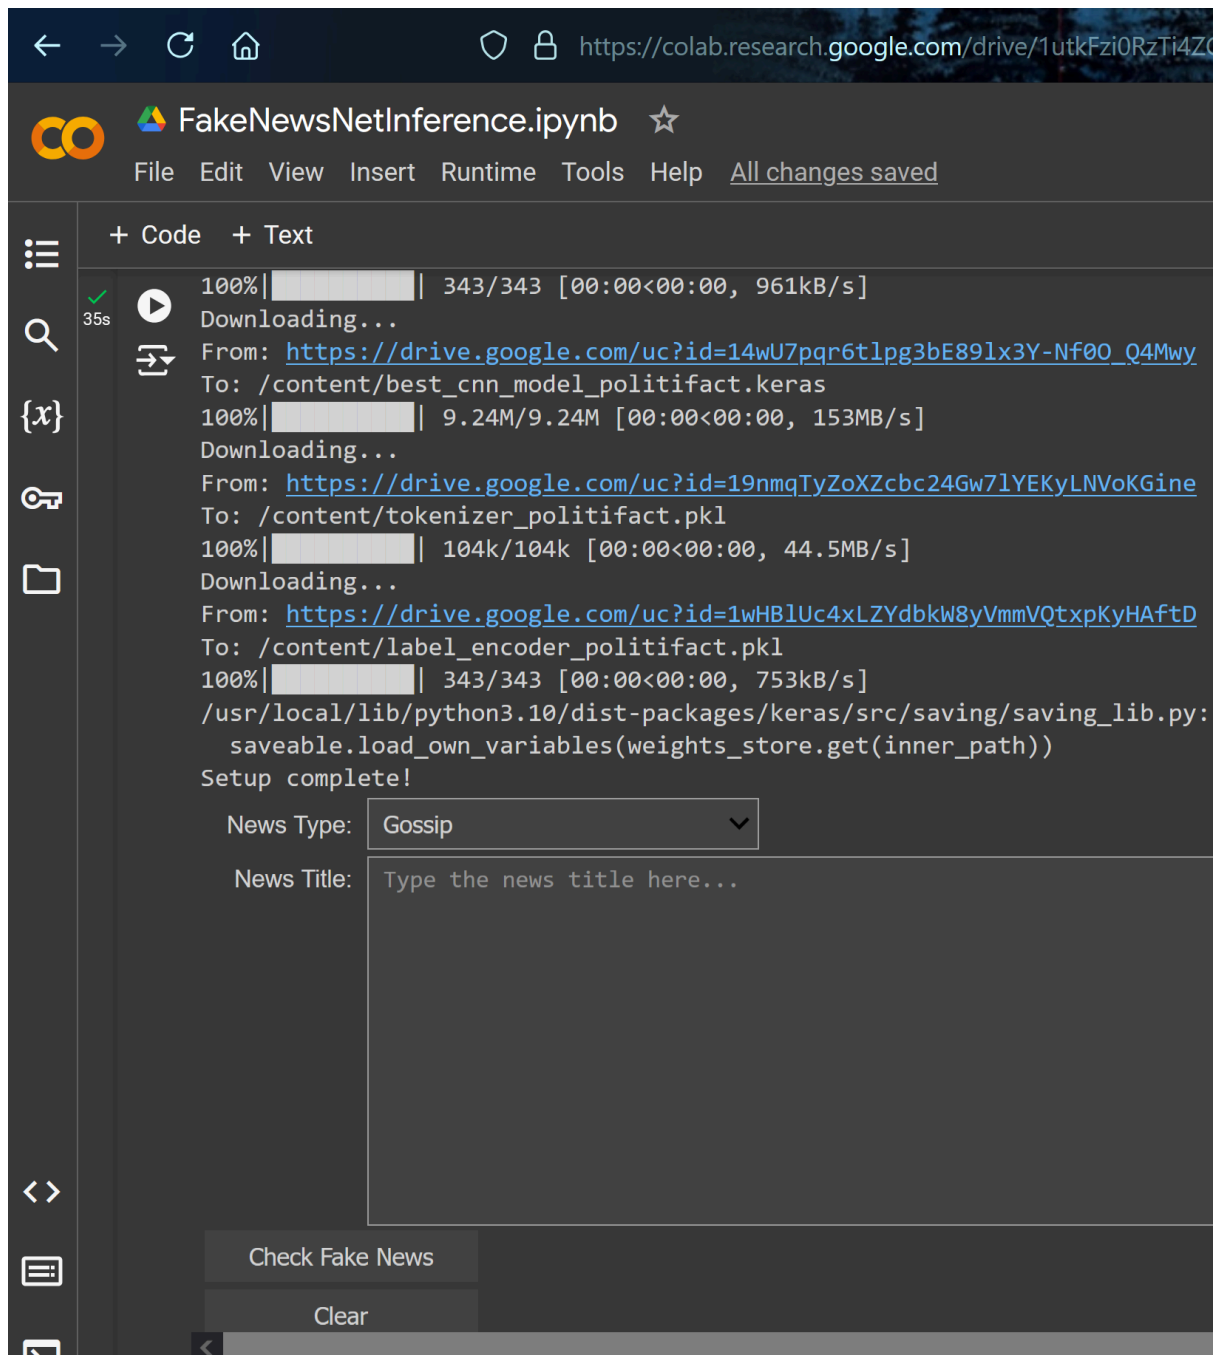 https://colab.research.google.com/drive/1utkFzi0RzTi4Z
FakeNewsNetInference.ipynb
File Edit View Insert Runtime Tools Help All changes saved
+ Code + Text
100%|██████████| 343/343 [00:00<00:00, 961kB/s]
35s
Downloading...
From: https://drive.google.com/uc?id=14wU7pqr6tlpg3bE89lx3Y-Nf0O_Q4Mwy
To: /content/best_cnn_model_politifact.keras
100%|██████████| 9.24M/9.24M [00:00<00:00, 153MB/s]
Downloading...
From: https://drive.google.com/uc?id=19nmqTyZoXZcbc24Gw7lYEKyLNVoKGine
To: /content/tokenizer_politifact.pkl
100%|██████████| 104k/104k [00:00<00:00, 44.5MB/s]
Downloading...
From: https://drive.google.com/uc?id=1wHBlUc4xLZYdbkW8yVmmVQtxpKyHAftD
To: /content/label_encoder_politifact.pkl
100%|██████████| 343/343 [00:00<00:00, 753kB/s]
/usr/local/lib/python3.10/dist-packages/keras/src/saving/saving_lib.py:
saveable.load_own_variables(weights_store.get(inner_path))
Setup complete!
News Type: Gossip
News Title: Type the news title here...
Check Fake News
Clear